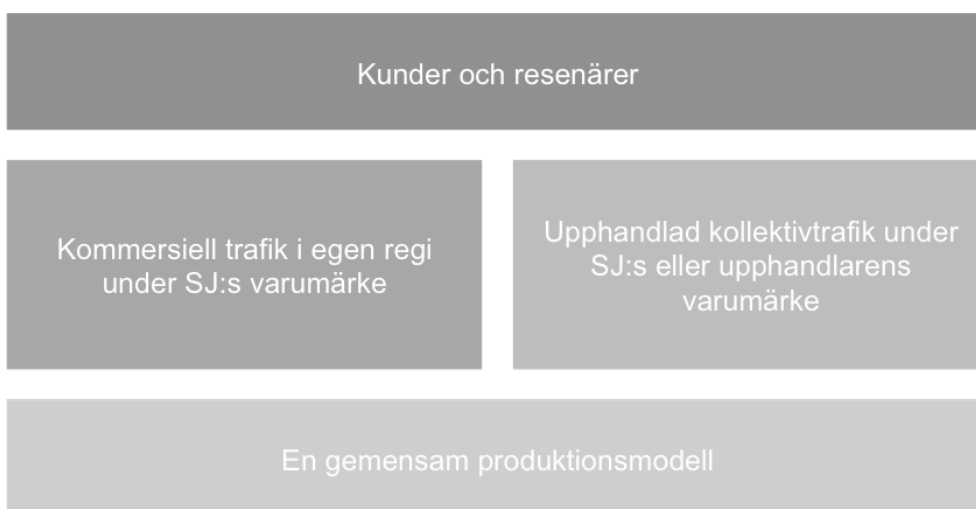 Kunder och resenärer
Kommersiell trafik i egen regi
under SJ:s varumärke
Upphandlad kollektivtrafik under
SJ:s eller upphandlarens
varumärke
En gemensam produktionsmodell